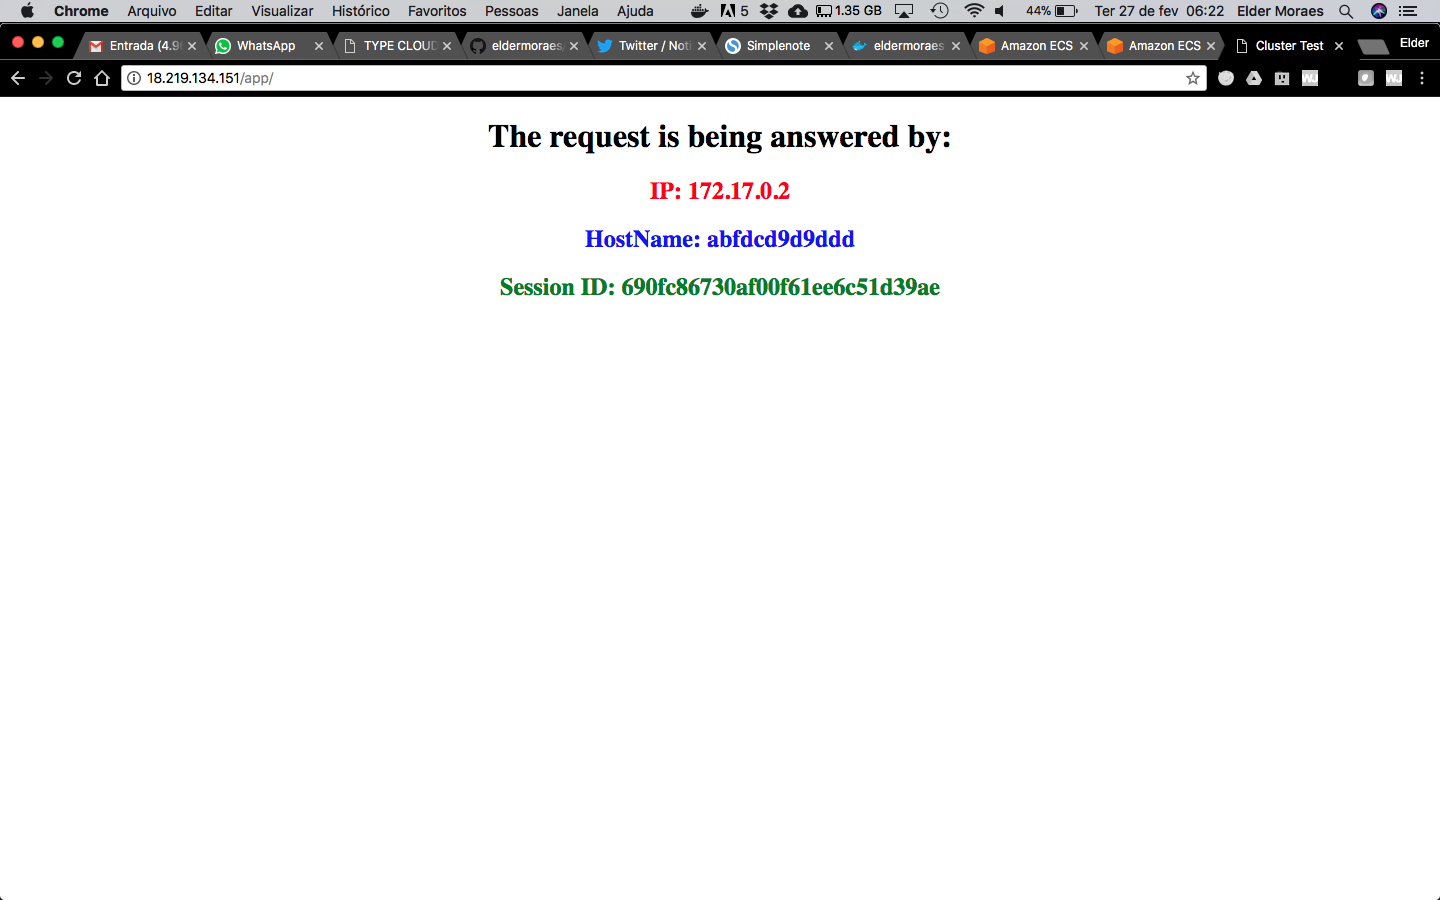 Chrome Arquivo Editar Visualizar Histórico Favoritos Pessoas Janela Ajuda 5 1.35 GB 44% Ter 27 de fev 06:22 Elder Moraes
Entrada (4.9 WhatsApp TYPE CLOUD eldermoraes Twitter / Noti Simplenote eldermoraes Amazon ECS Amazon ECS Cluster Test Elder
18.219.134.151/app/
The request is being answered by:
IP: 172.17.0.2
HostName: abfdcd9d9ddd
Session ID: 690fc86730af00f61ee6c51d39ae